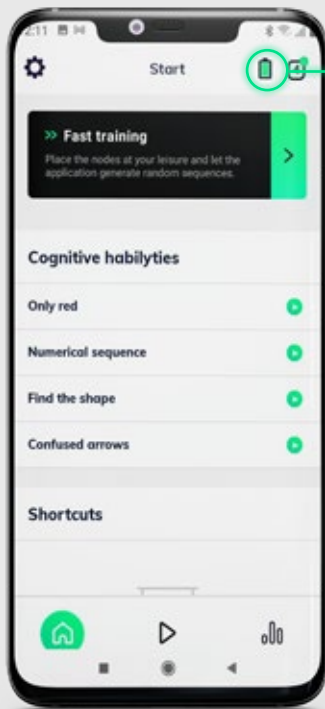 2:11
Start
4
>> Fast training
Place the nodes at your leisure and let the
application generate random sequences.
Cognitive habilyties
Only red
Numerical sequence
Find the shape
Confused arrows
Shortcuts